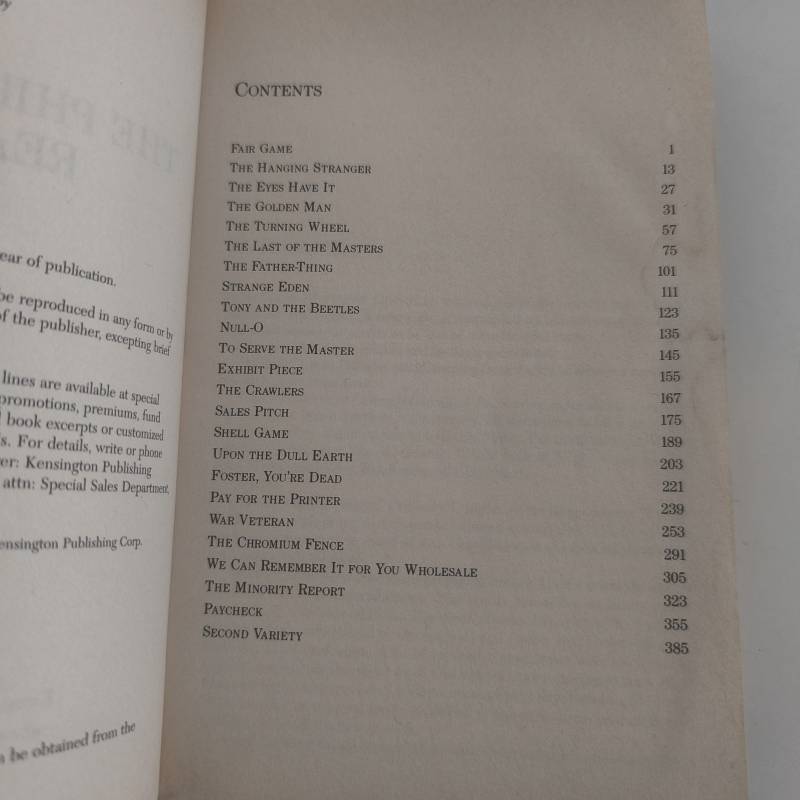 by
ear of publication.
be reproduced in any form or by
of the publisher, excepting brief
lines are available at special
promotions, premiums, fund
book excerpts or customized
s. For details, write or phone
er: Kensington Publishing
attn: Special Sales Department,
ensington Publishing Corp.
n be obtained from the
CONTENTS
FAIR GAME 1
THE HANGING STRANGER 13
THE EYES HAVE IT 27
THE GOLDEN MAN 31
THE TURNING WHEEL 57
THE LAST OF THE MASTERS 75
THE FATHER-THING 101
STRANGE EDEN 111
TONY AND THE BEETLES 123
NULL-O 135
TO SERVE THE MASTER 145
EXHIBIT PIECE 155
THE CRAWLERS 167
SALES PITCH 175
SHELL GAME 189
UPON THE DULL EARTH 203
FOSTER, YOU'RE DEAD 221
PAY FOR THE PRINTER 239
WAR VETERAN 253
THE CHROMIUM FENCE 291
WE CAN REMEMBER IT FOR YOU WHOLESALE 305
THE MINORITY REPORT 323
PAYCHECK 355
SECOND VARIETY 385